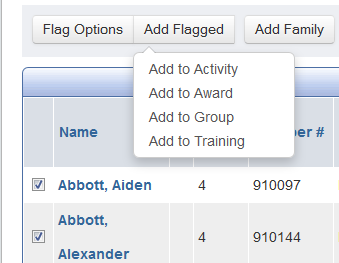 Flag Options Add Flagged Add Family
Add to Activity
Add to Award
Add to Group
Add to Training
Name #
Abbott, Aiden 4 910097
Abbott,
Alexander 4 910144